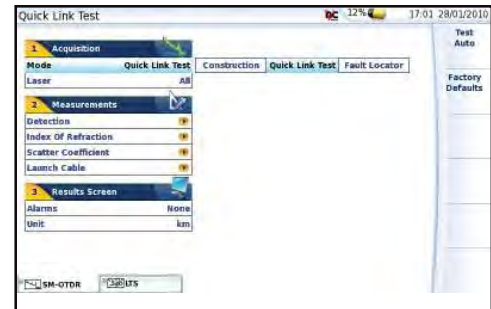 Quick Link Test 12% 17:01 28/01/2010
Test Auto
Factory Defaults
1 Acquisition
Mode Quick Link Test Construction Quick Link Test Fault Locator
Laser All
2 Measurements
Detection
Index Of Refraction
Scatter Coefficient
Launch Cable
3 Results Screen
Alarms None
Unit km
SM-OTDR LTS